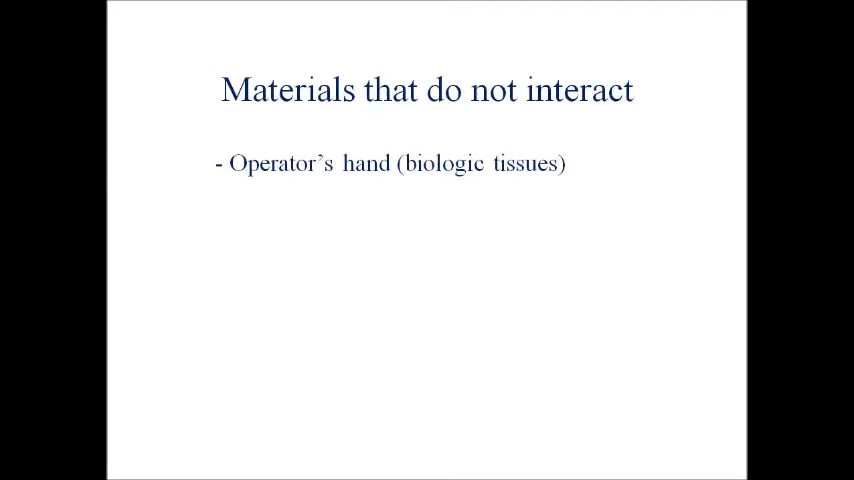 Materials that do not interact
- Operator’s hand (biologic tissues)